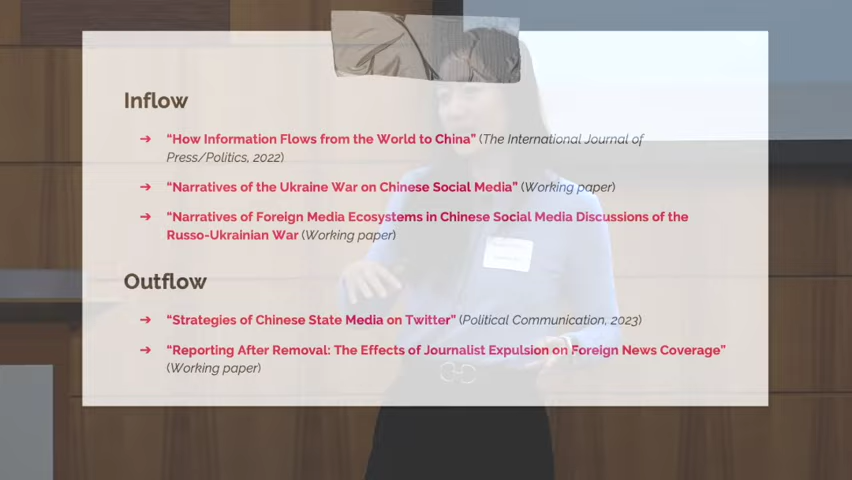 Inflow
➔ “How Information Flows from the World to China” (The International Journal of
Press/Politics, 2022)
➔ “Narratives of the Ukraine War on Chinese Social Media” (Working paper)
➔ “Narratives of Foreign Media Ecosystems in Chinese Social Media Discussions of the
Russo-Ukrainian War (Working paper)
Outflow
➔ “Strategies of Chinese State Media on Twitter” (Political Communication, 2023)
➔ “Reporting After Removal: The Effects of Journalist Expulsion on Foreign News Coverage”
(Working paper)